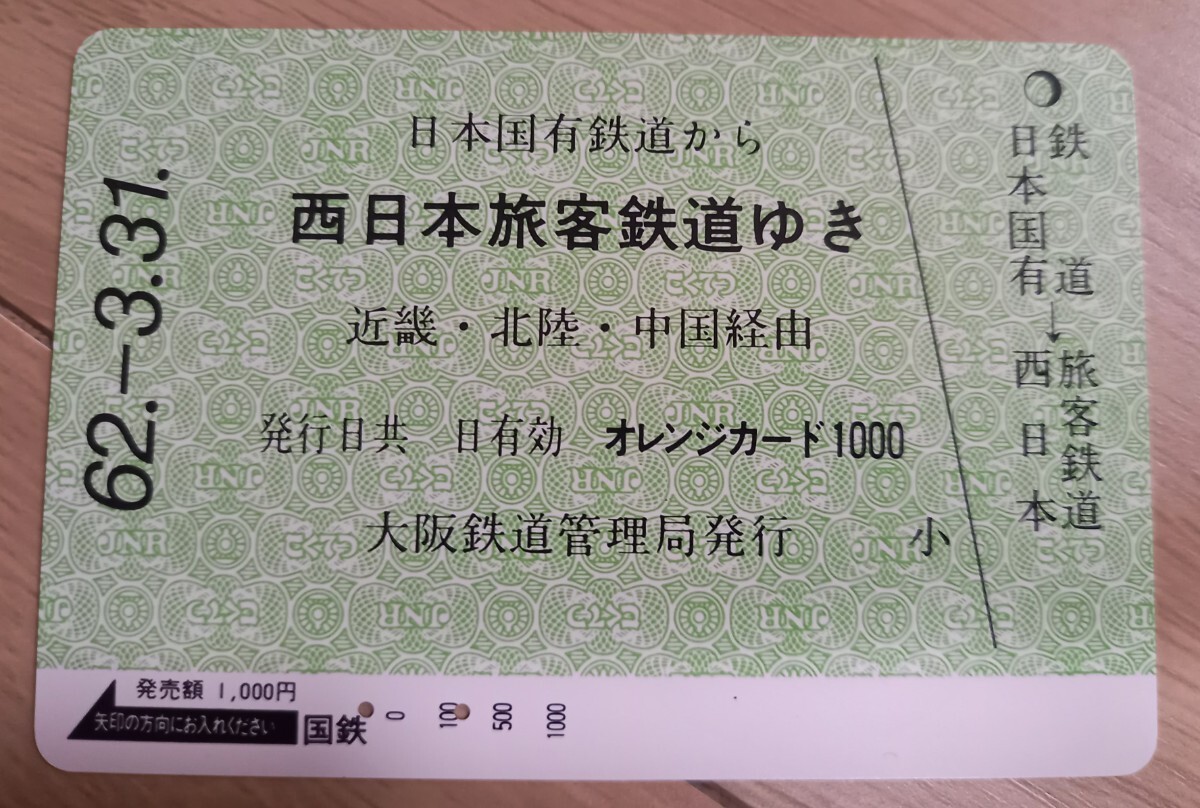 62.-3.31.
日本国有鉄道から
西日本旅客鉄道ゆき
近畿・北陸・中国経由
発行日共 日有効 オレンジカード1000
大阪鉄道管理局発行 小
日本国有鉄道
↓
西日本旅客鉄道
発売額 1,000円
矢印の方向にお入れください
国鉄 0 100 500 1000
JNR こくてつ